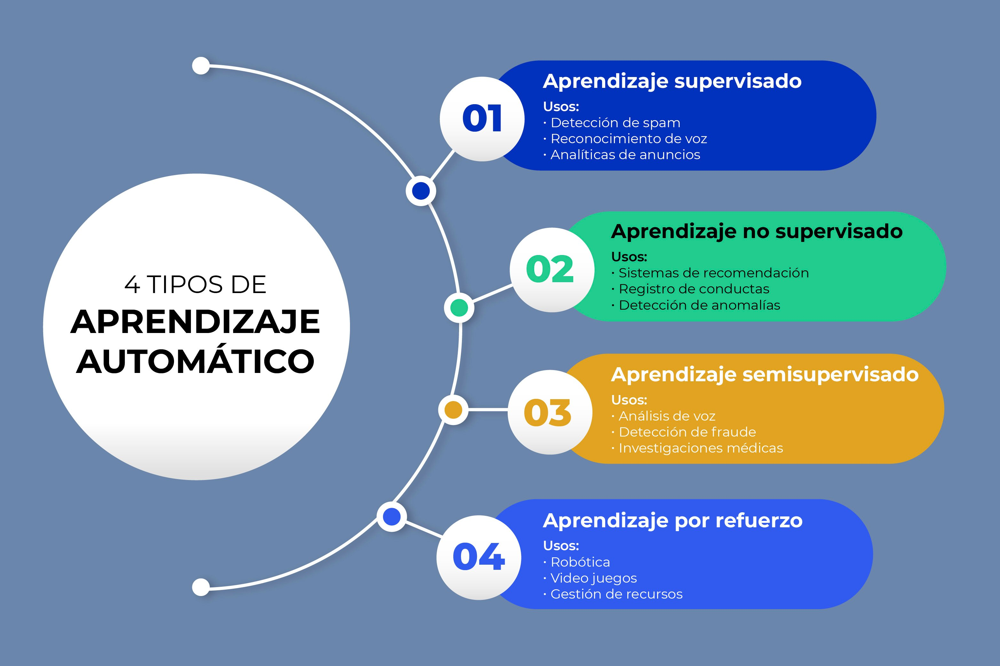 4 TIPOS DE
APRENDIZAJE
AUTOMÁTICO
01
Aprendizaje supervisado
Usos:
· Detección de spam
· Reconocimiento de voz
· Analíticas de anuncios
02
Aprendizaje no supervisado
Usos:
· Sistemas de recomendación
· Registro de conductas
· Detección de anomalías
03
Aprendizaje semisupervisado
Usos:
· Análisis de voz
· Detección de fraude
· Investigaciones médicas
04
Aprendizaje por refuerzo
Usos:
· Robótica
· Video juegos
· Gestión de recursos